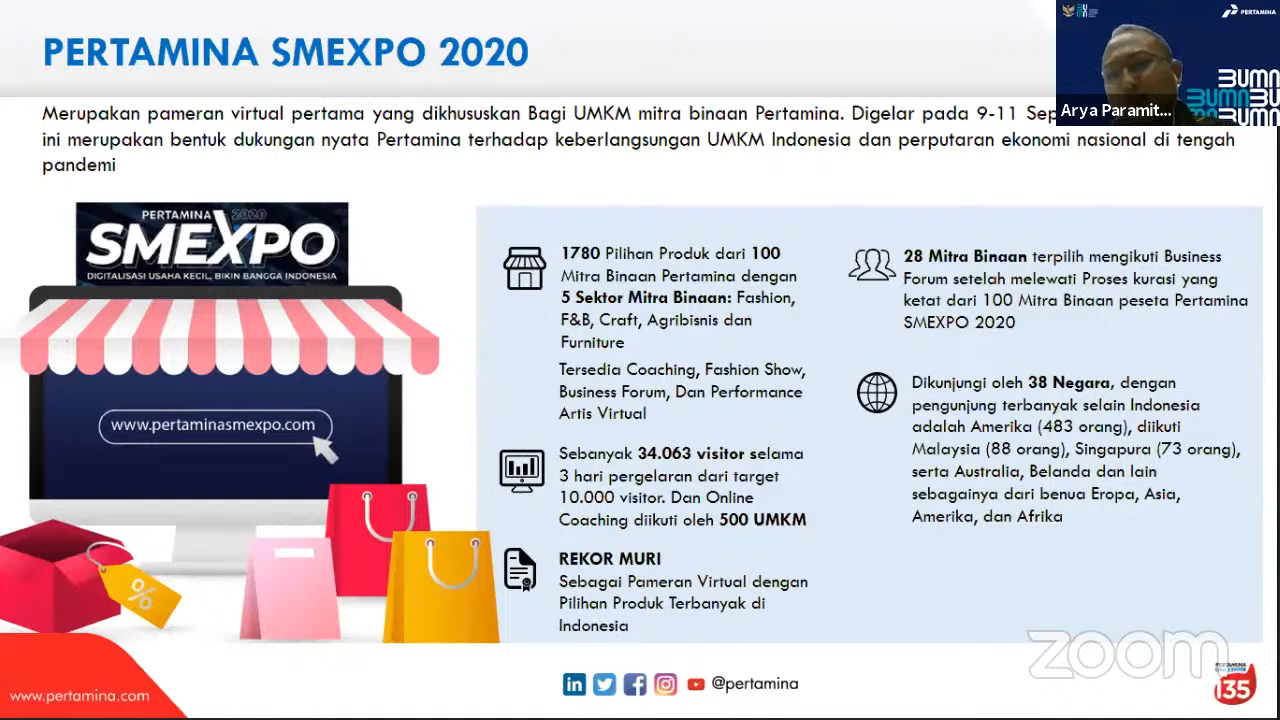 PERTAMINA SMEXPO 2020
PERTAMINA
BUMN
BUMN
BUMN
BUMN
Arya Paramit...
Merupakan pameran virtual pertama yang dikhususkan Bagi UMKM mitra binaan Pertamina. Digelar pada 9-11 Sep
ini merupakan bentuk dukungan nyata Pertamina terhadap keberlangsungan UMKM Indonesia dan perputaran ekonomi nasional di tengah
pandemi
PERTAMINA 2020
SMEXPO
DIGITALISASI USAHA KECIL, BIKIN BANGGA INDONESIA
www.pertaminasmexpo.com
%
1780 Pilihan Produk dari 100
Mitra Binaan Pertamina dengan
5 Sektor Mitra Binaan: Fashion,
F&B, Craft, Agribisnis dan
Furniture
Tersedia Coaching, Fashion Show,
Business Forum, Dan Performance
Artis Virtual
Sebanyak 34.063 visitor selama
3 hari pergelaran dari target
10.000 visitor. Dan Online
Coaching diikuti oleh 500 UMKM
REKOR MURI
Sebagai Pameran Virtual dengan
Pilihan Produk Terbanyak di
Indonesia
28 Mitra Binaan terpilih mengikuti Business
Forum setelah melewati Proses kurasi yang
ketat dari 100 Mitra Binaan peseta Pertamina
SMEXPO 2020
Dikunjungi oleh 38 Negara, dengan
pengunjung terbanyak selain Indonesia
adalah Amerika (483 orang), diikuti
Malaysia (88 orang), Singapura (73 orang),
serta Australia, Belanda dan lain
sebagainya dari benua Eropa, Asia,
Amerika, dan Afrika
zoom
www.pertamina.com
@pertamina
PERTAMINA
135